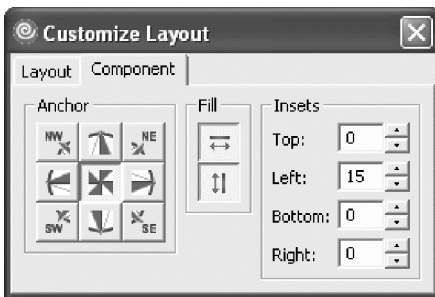 Customize Layout
Layout Component
Anchor
NW NE
SW SE
Fill
Insets
Top: 0
Left: 15
Bottom: 0
Right: 0